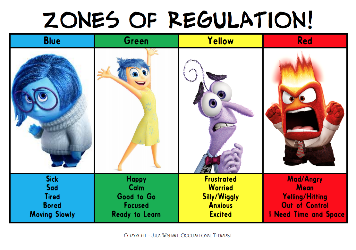 ZONES OF REGULATION!
Blue Green Yellow Red
Sick
Sad
Tired
Bored
Moving Slowly
Happy
Calm
Good to Go
Focused
Ready to Learn
Frustrated
Worried
Silly/Wiggly
Anxious
Excited
Mad/Angry
Mean
Yelling/Hitting
Out of Control
I Need Time and Space